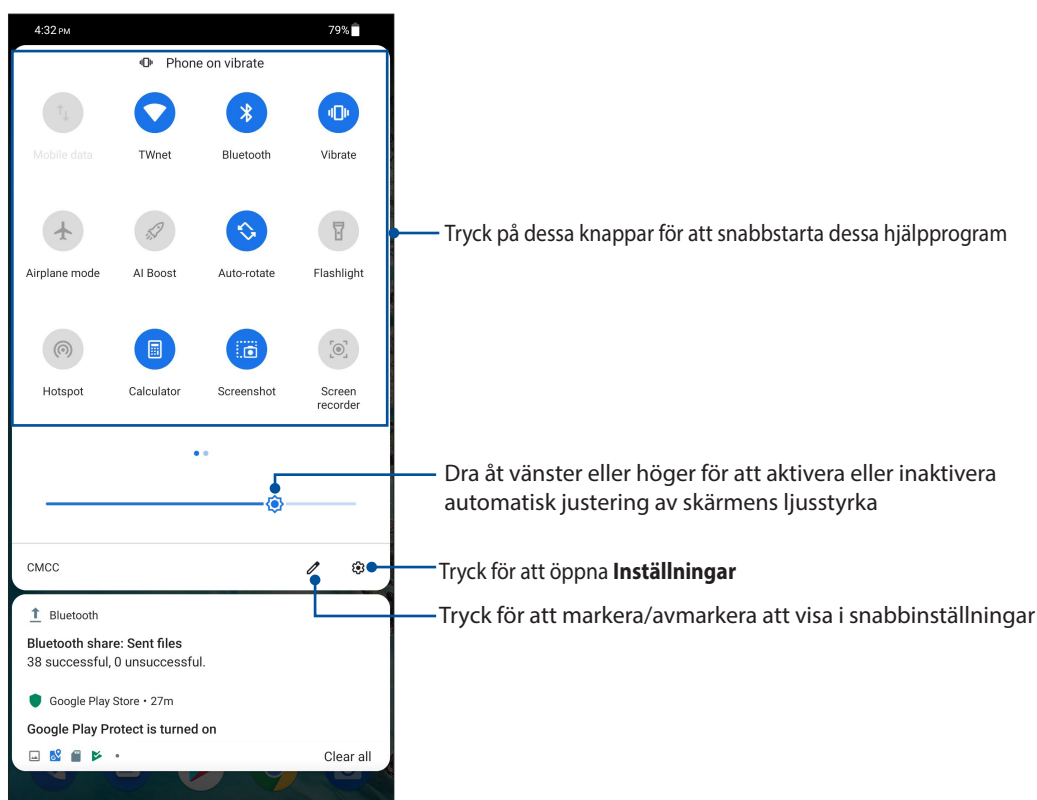 4:32 PM 79%
Phone on vibrate
Mobile data TWnet Bluetooth Vibrate
Airplane mode AI Boost Auto-rotate Flashlight
Tryck på dessa knappar för att snabbstarta dessa hjälpprogram
Hotspot Calculator Screenshot Screen
recorder
Dra åt vänster eller höger för att aktivera eller inaktivera
automatisk justering av skärmens ljusstyrka
CMCC
Tryck för att öppna Inställningar
Tryck för att markera/avmarkera att visa i snabbinställningar
Bluetooth
Bluetooth share: Sent files
38 successful, 0 unsuccessful.
Google Play Store • 27m
Google Play Protect is turned on
Clear all